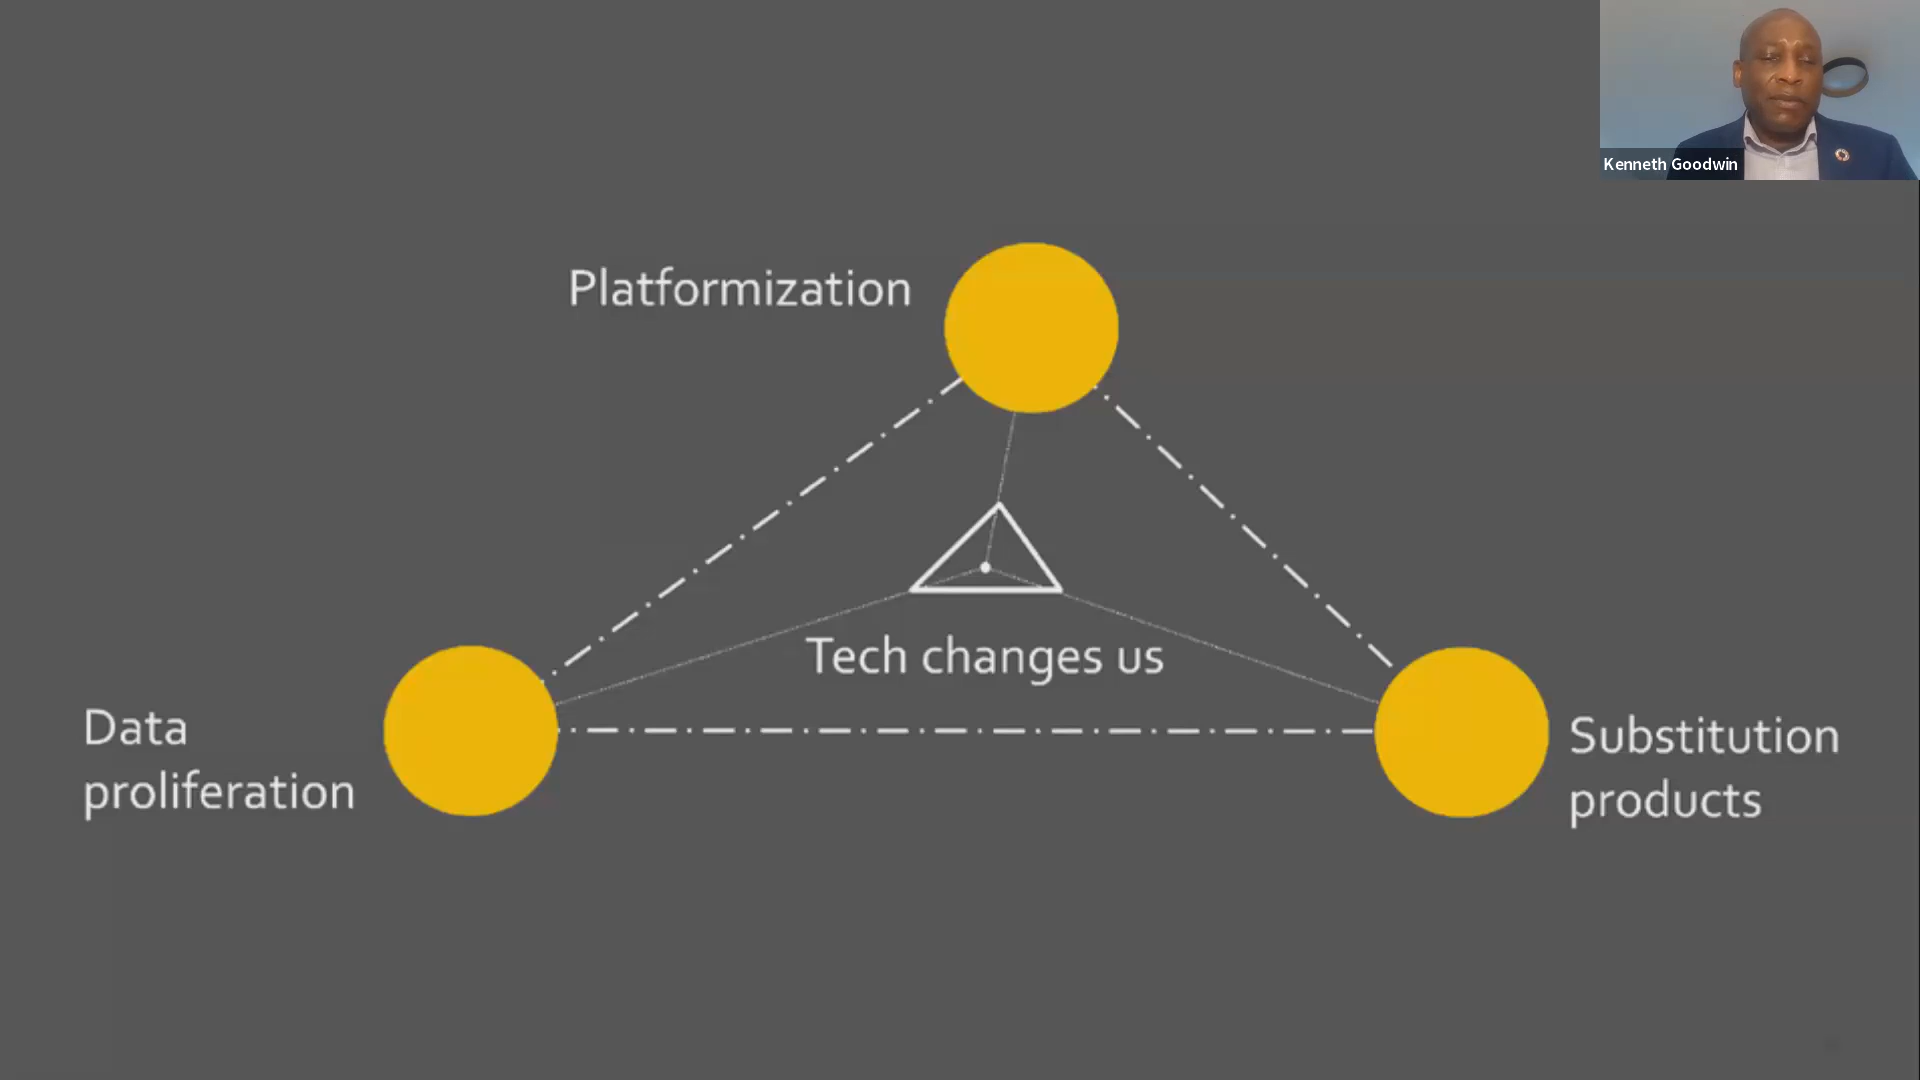 Kenneth Goodwin
Platformization
Tech changes us
Data
proliferation
Substitution
products